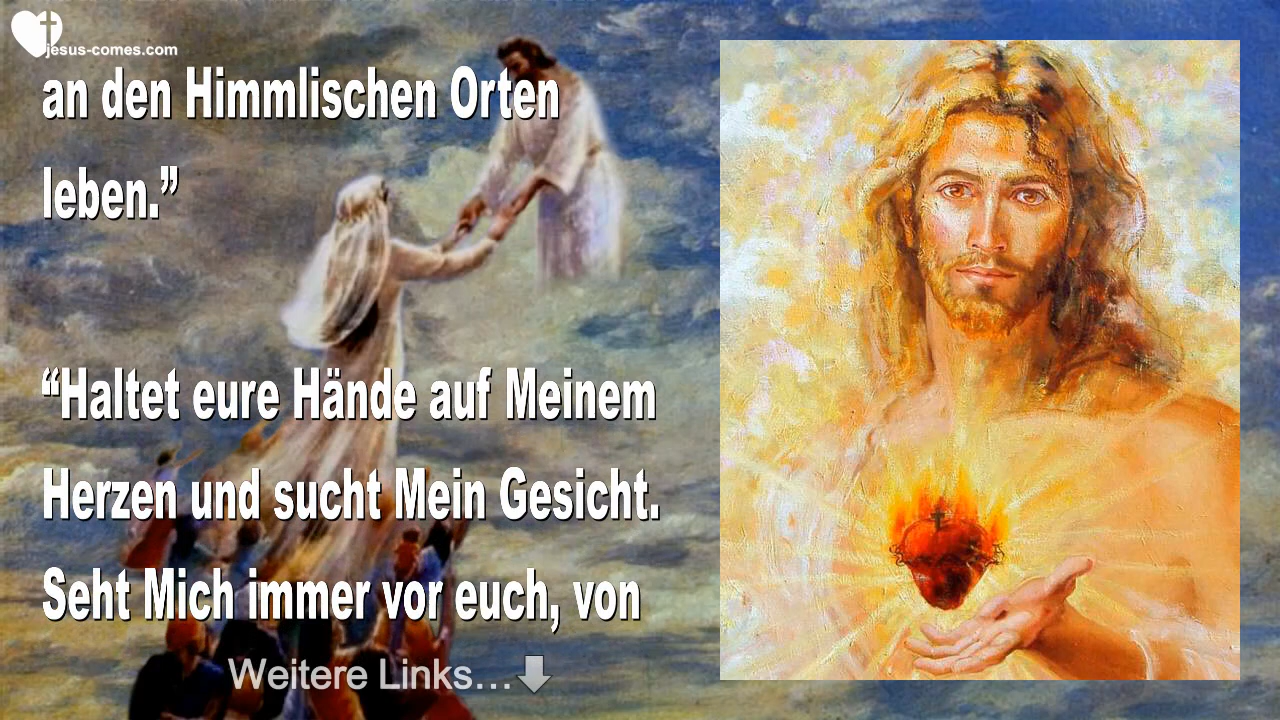 jesus-comes.com
an den Himmlischen Orten
leben.”
“Haltet eure Hände auf Meinem
Herzen und sucht Mein Gesicht.
Seht Mich immer vor euch, von
Weitere Links…